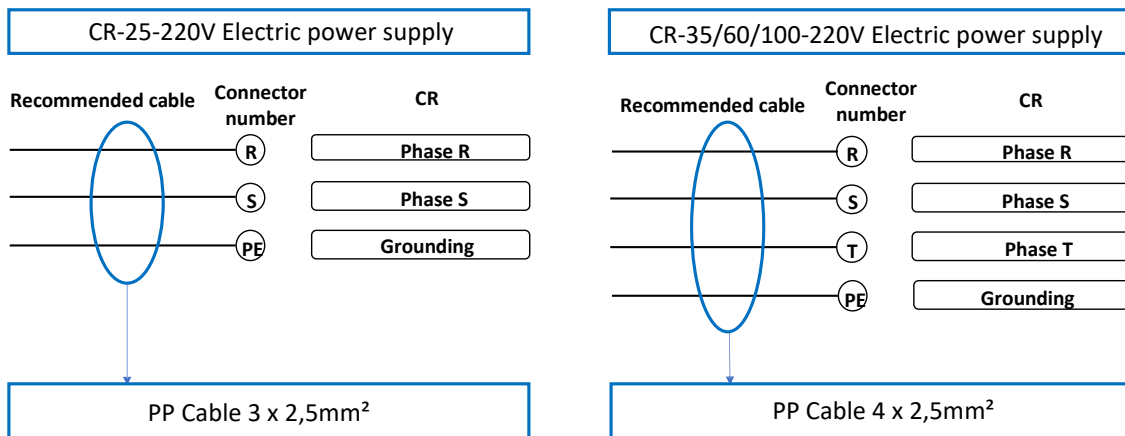 CR-25-220V Electric power supply
Recommended cable
Connector
number
CR
R
Phase R
S
Phase S
PE
Grounding
PP Cable 3 x 2,5mm²
CR-35/60/100-220V Electric power supply
Recommended cable
Connector
number
CR
R
Phase R
S
Phase S
T
Phase T
PE
Grounding
PP Cable 4 x 2,5mm²